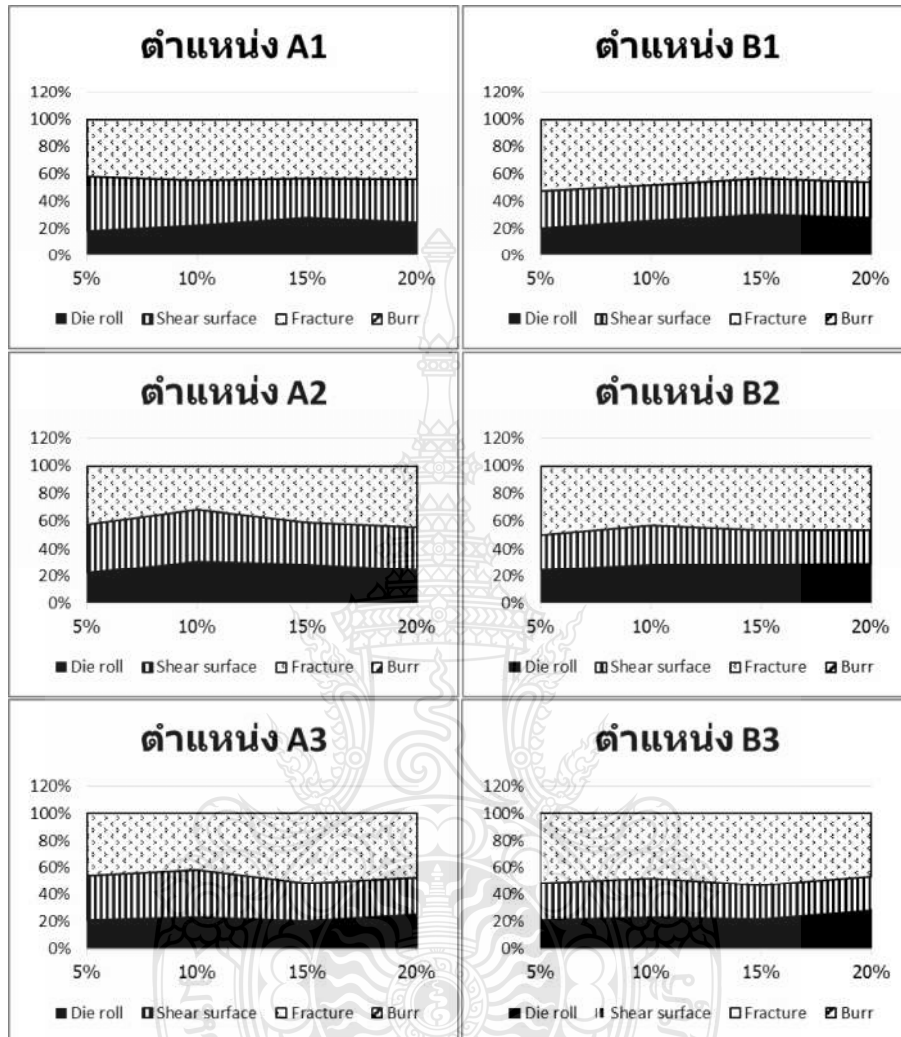 ตำแหน่ง A1
120%
100%
80%
60%
40%
20%
0%
5% 10% 15% 20%
Die roll Shear surface Fracture Burr
ตำแหน่ง B1
120%
100%
80%
60%
40%
20%
0%
5% 10% 15% 20%
Die roll Shear surface Fracture Burr
ตำแหน่ง A2
120%
100%
80%
60%
40%
20%
0%
5% 10% 15% 20%
Die roll Shear surface Fracture Burr
ตำแหน่ง B2
120%
100%
80%
60%
40%
20%
0%
5% 10% 15% 20%
Die roll Shear surface Fracture Burr
ตำแหน่ง A3
120%
100%
80%
60%
40%
20%
0%
5% 10% 15% 20%
Die roll Shear surface Fracture Burr
ตำแหน่ง B3
120%
100%
80%
60%
40%
20%
0%
5% 10% 15% 20%
Die roll Shear surface Fracture Burr